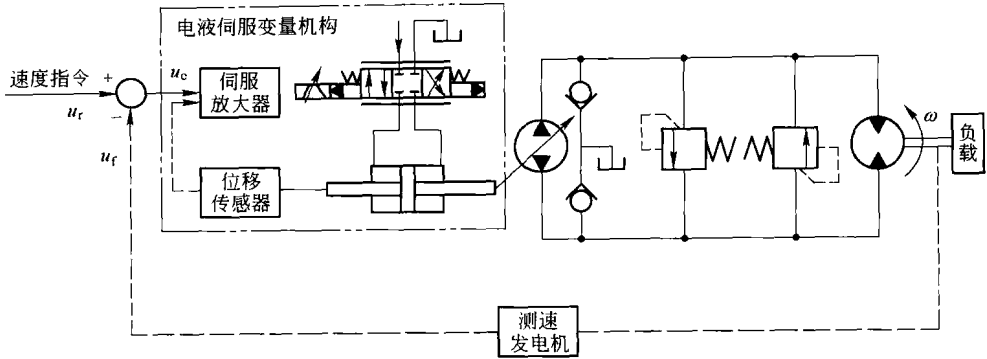 电液伺服变量机构
速度指令
+
u_r
−
u_e
伺服
放大器
u_f
位移
传感器
ω
负
载
测速
发电机